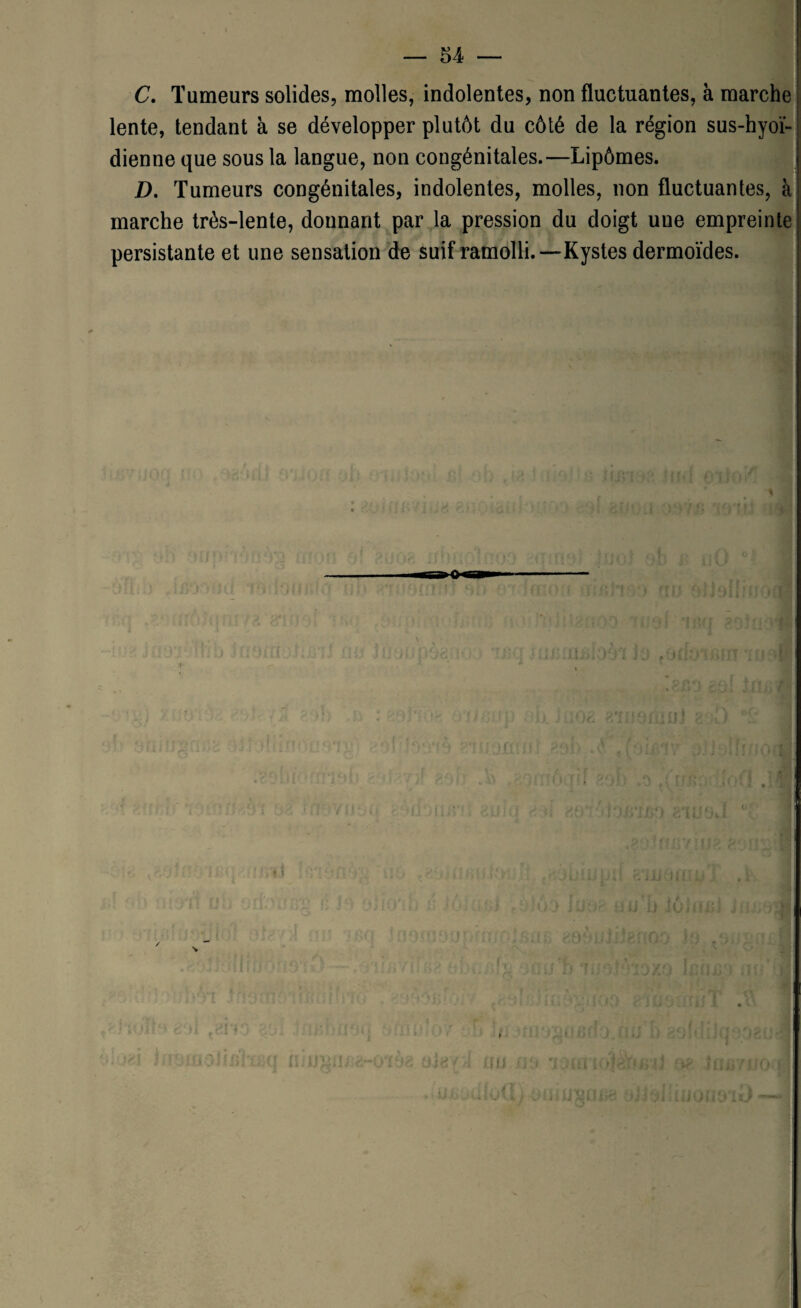 — 54 —
C. Tumeurs solides, molles, indolentes, non fluctuantes, à marche
lente, tendant à se développer plutôt du côté de la région sus-hyoï-
dienne que sous la langue, non congénitales.—Lipômes.
D. Tumeurs congénitales, indolentes, molles, non fluctuantes, à
marche très-lente, donnant par la pression du doigt une empreinte
persistante et une sensation de suif ramolli.—Kystes dermoïdes.